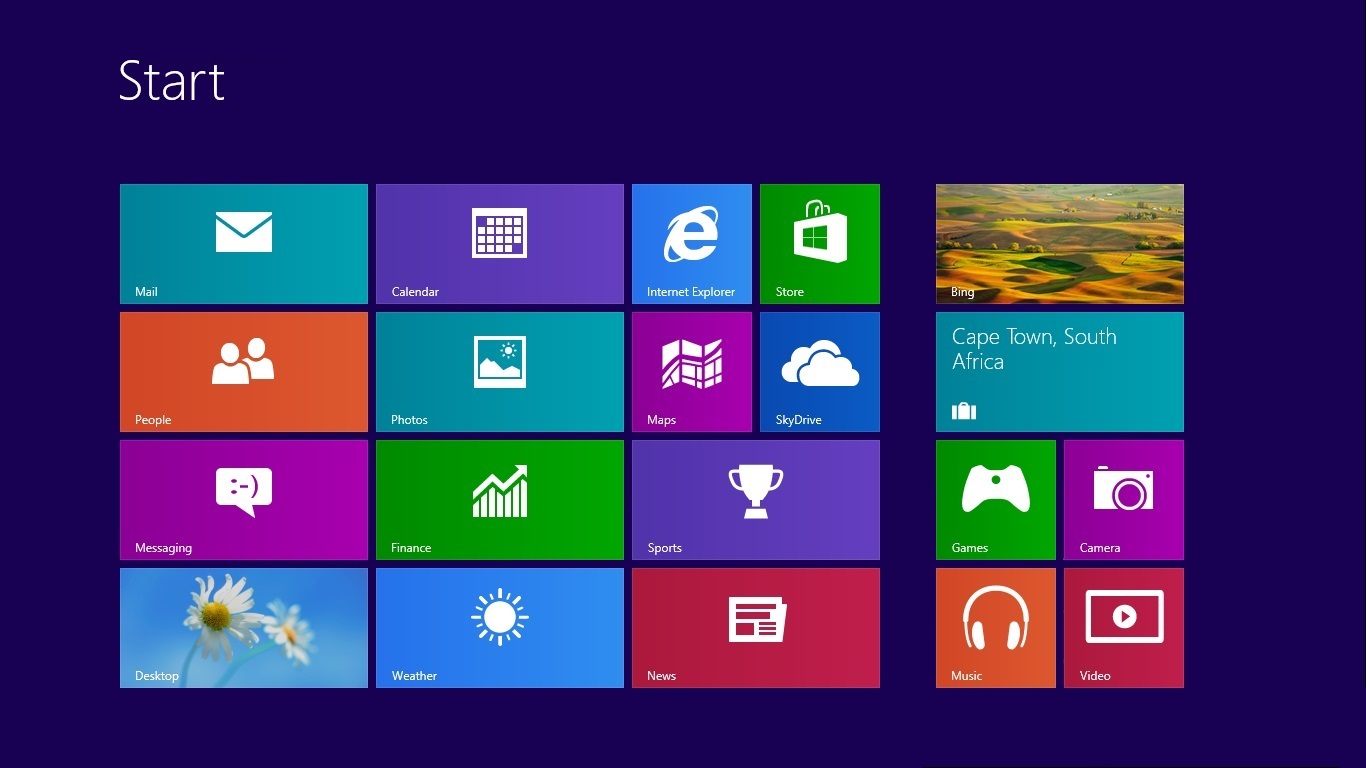 Start
Mail
Calendar
Internet Explorer
Store
Bing
People
Photos
Maps
SkyDrive
Cape Town, South
Africa
Messaging
:-)
Finance
Sports
Games
Camera
Desktop
Weather
News
Music
Video